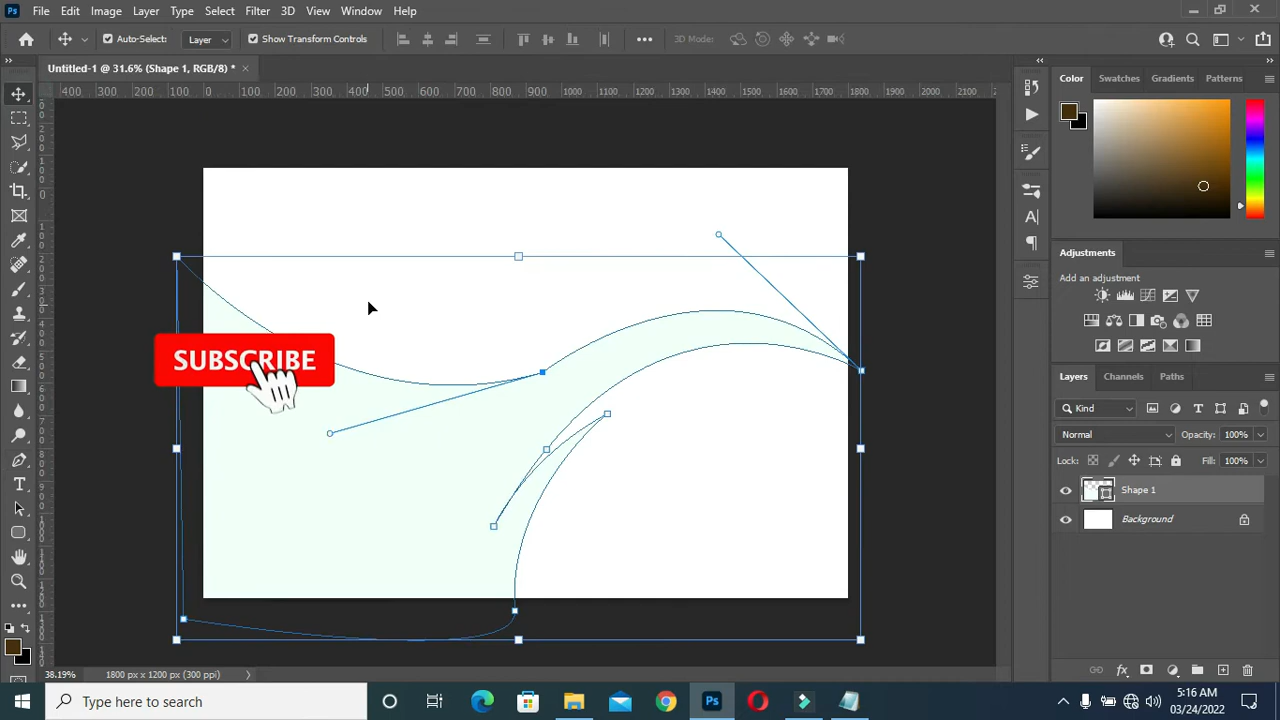 Ps File Edit Image Layer Type Select Filter 3D View Window Help
Auto-Select: Layer Show Transform Controls 3D Mode:
Untitled-1 @ 31.6% (Shape 1, RGB/8) *
400 300 200 100 0 100 200 300 400 500 600 700 800 900 1000 1100 1200 1300 1400 1500 1600 1700 1800 1900 2000 2100
Color Swatches Gradients Patterns
Adjustments
Add an adjustment
SUBSCRIBE
Layers Channels Paths
Kind
Normal Opacity: 100%
Lock: Fill: 100%
Shape 1
Background
38.19% 1800 px x 1200 px (300 ppi)
Type here to search
Ps
5:16 AM
03/24/2022